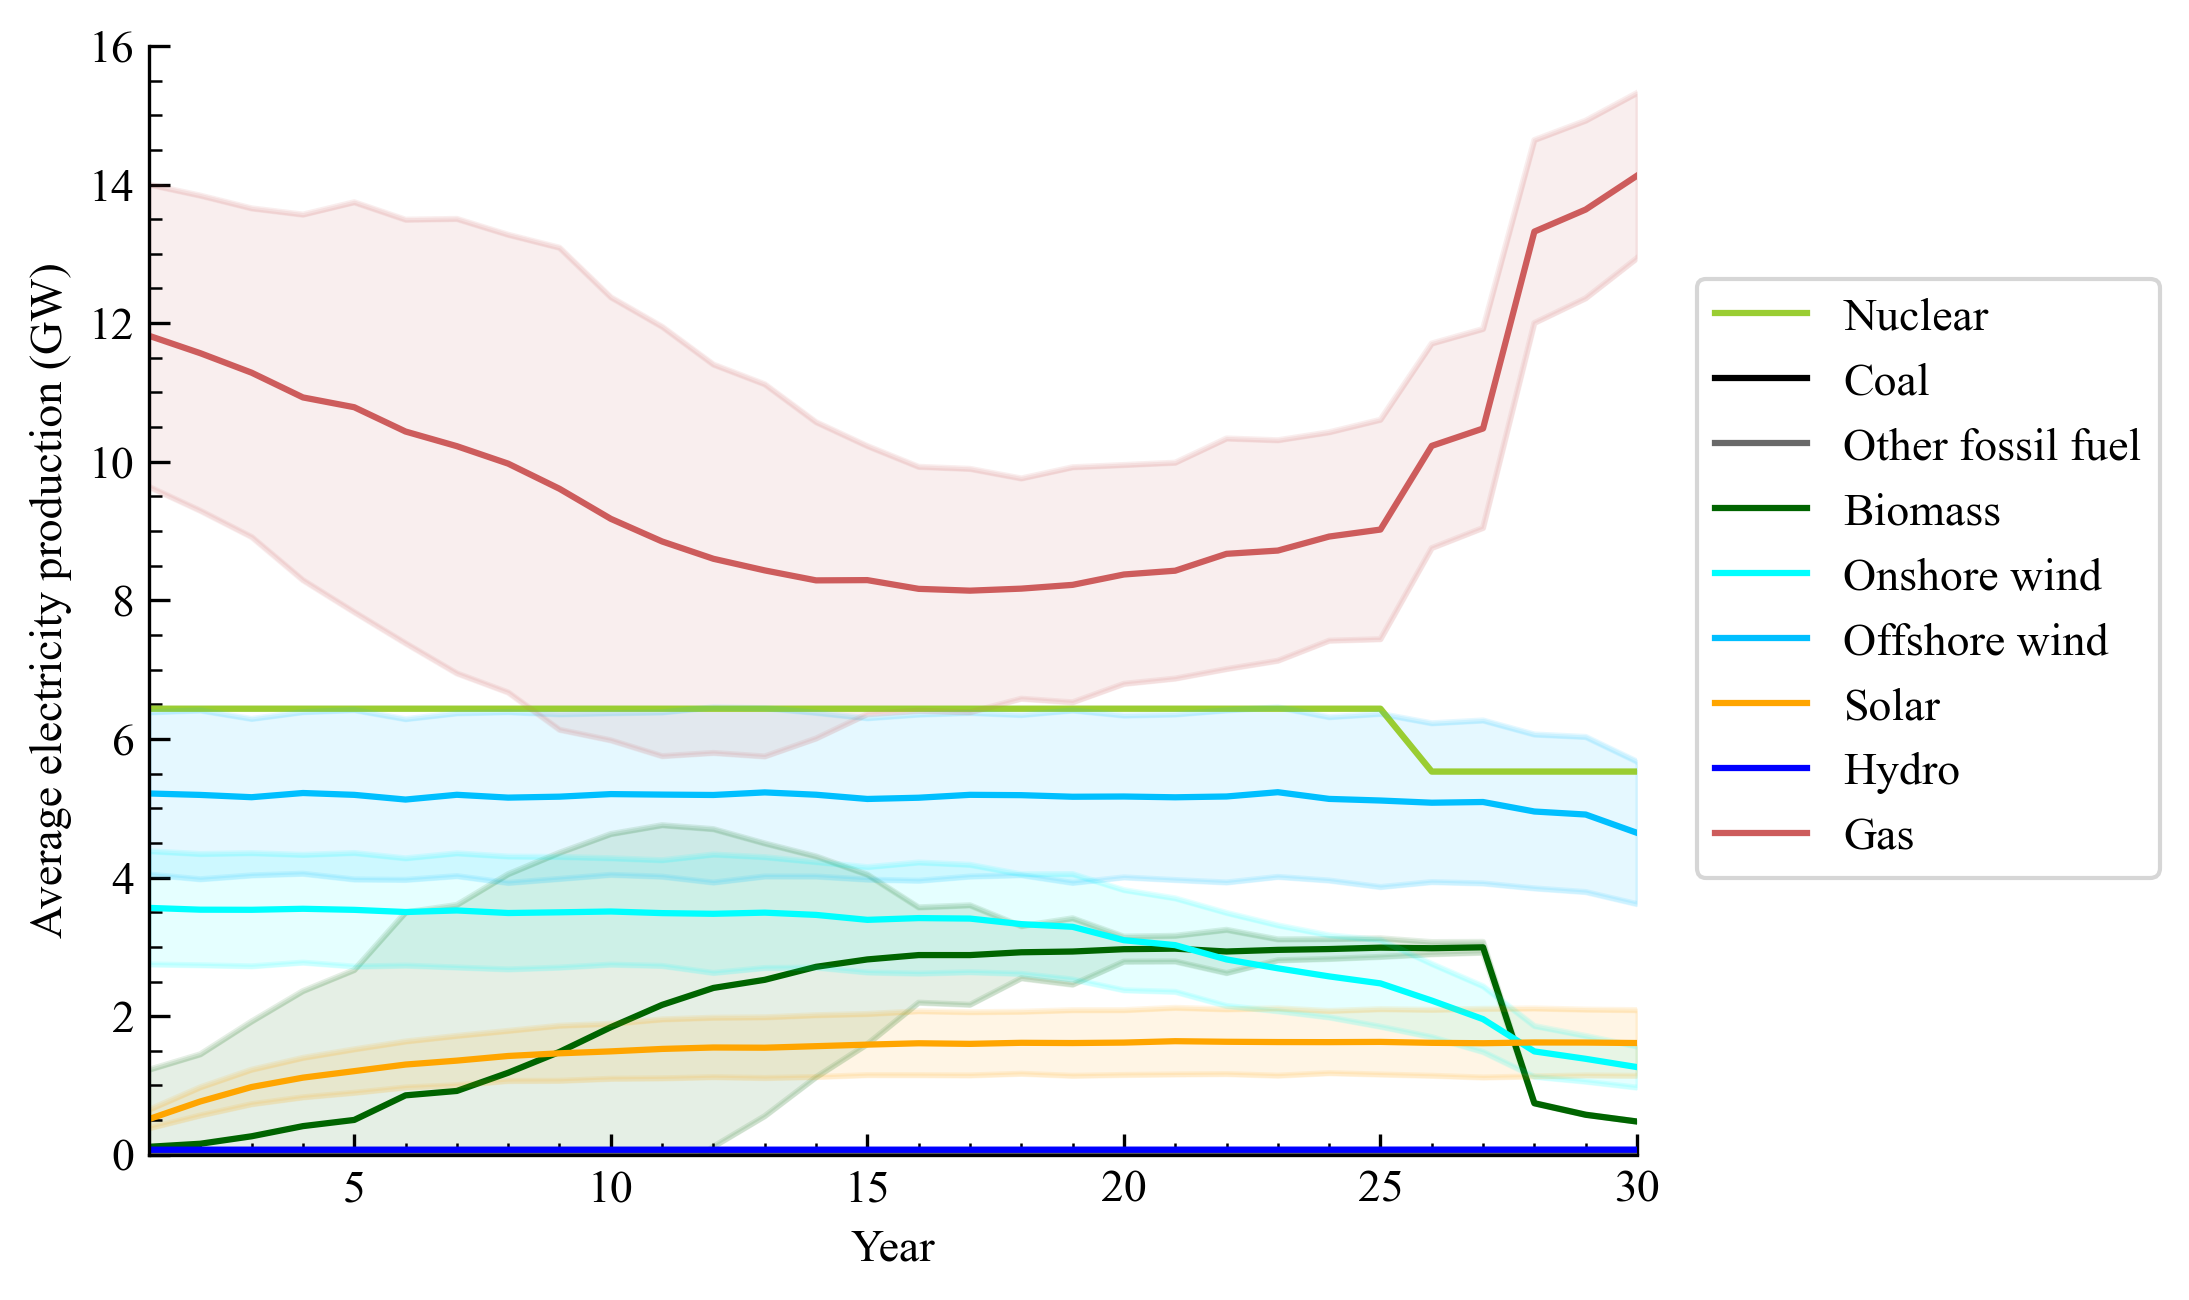 Average electricity production (GW)
16
14
12
10
8
6
4
2
0
5 10 15 20 25 30
Year
Nuclear
Coal
Other fossil fuel
Biomass
Onshore wind
Offshore wind
Solar
Hydro
Gas